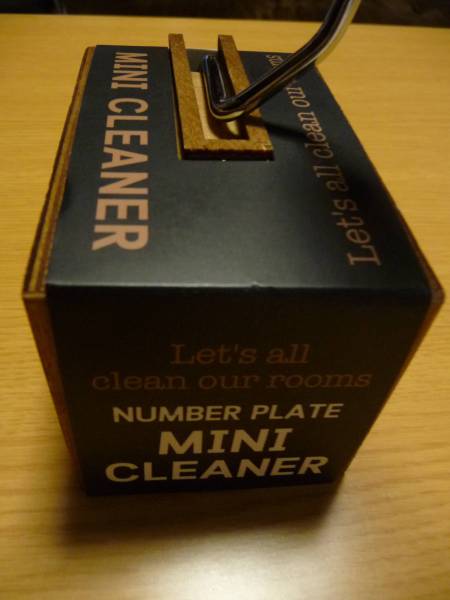 MINI CLEANER
Let's all clean our
Let's all
clean our rooms
NUMBER PLATE
MINI
CLEANER